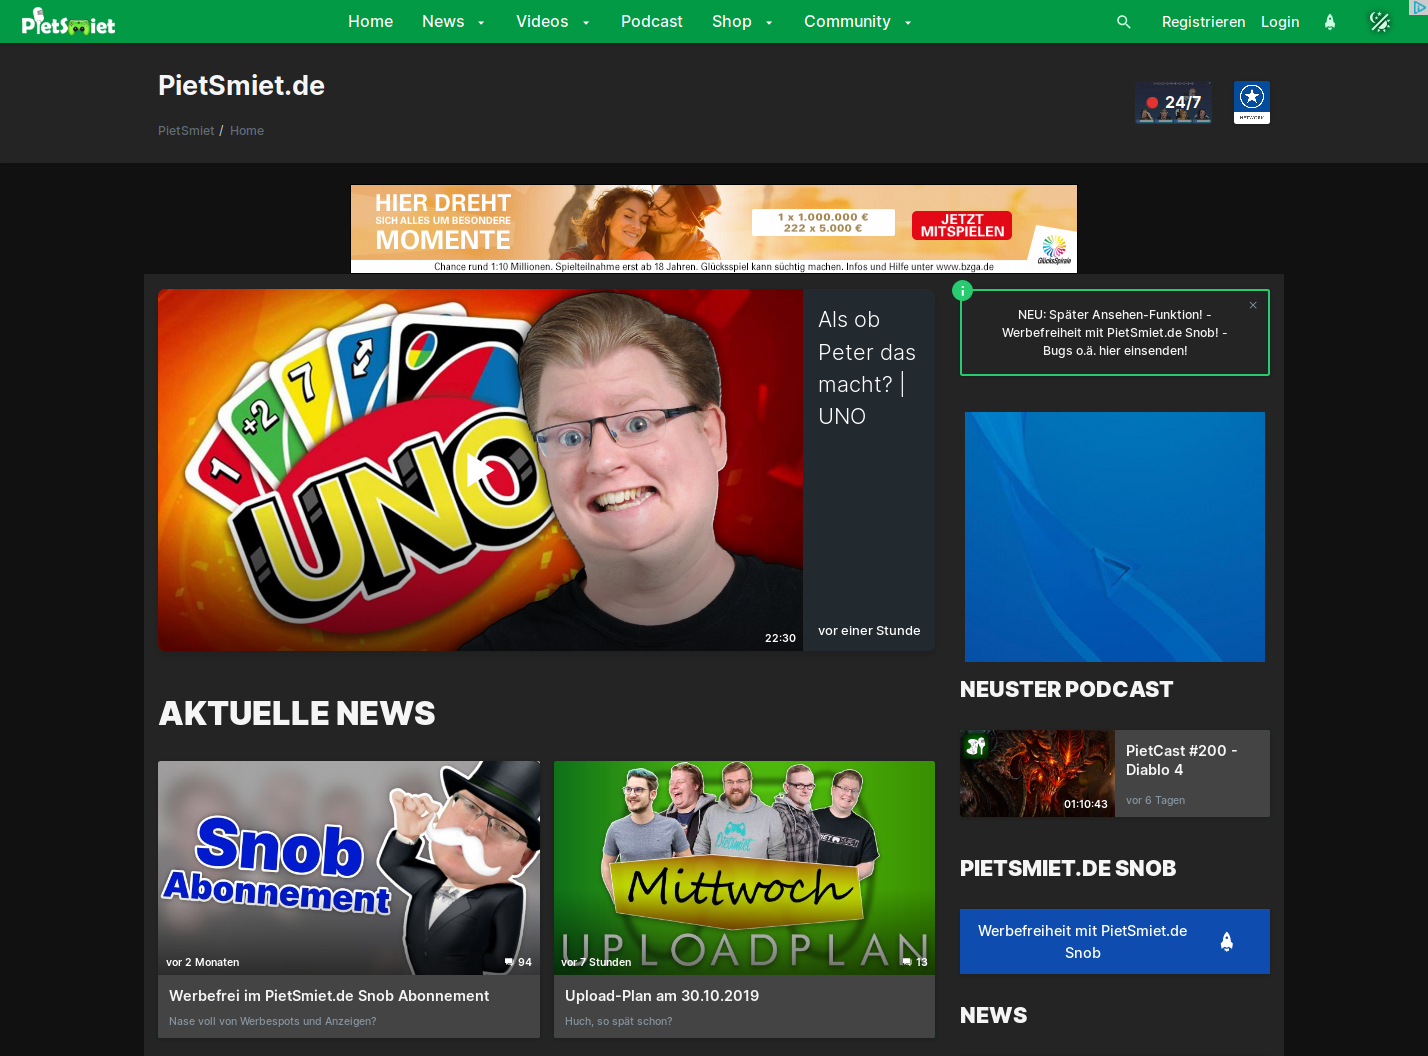 PietSmiet
Home
News
Videos
Podcast
Shop
Community
Registrieren
Login
PietSmiet.de
PietSmiet / Home
24/7
NETWORK
HIER DREHT
SICH ALLES UM BESONDERE
MOMENTE
1 x 1.000.000 €
222 x 5.000 €
JETZT
MITSPIELEN
GlücksSpirale
Chance rund 1:10 Millionen. Spielteilnahme erst ab 18 Jahren. Glücksspiel kann süchtig machen. Infos und Hilfe unter www.bzga.de
1
+2
7
UNO
22:30
Als ob
Peter das
macht? |
UNO
vor einer Stunde
NEU: Später Ansehen-Funktion! -
Werbefreiheit mit PietSmiet.de Snob! -
Bugs o.ä. hier einsenden!
AKTUELLE NEWS
Snob
Abonnement
vor 2 Monaten
94
Werbefrei im PietSmiet.de Snob Abonnement
Nase voll von Werbespots und Anzeigen?
Mittwoch
UPLOADPLAN
vor 7 Stunden
13
Upload-Plan am 30.10.2019
Huch, so spät schon?
NEUSTER PODCAST
01:10:43
PietCast #200 -
Diablo 4
vor 6 Tagen
PIETSMIET.DE SNOB
Werbefreiheit mit PietSmiet.de
Snob
NEWS